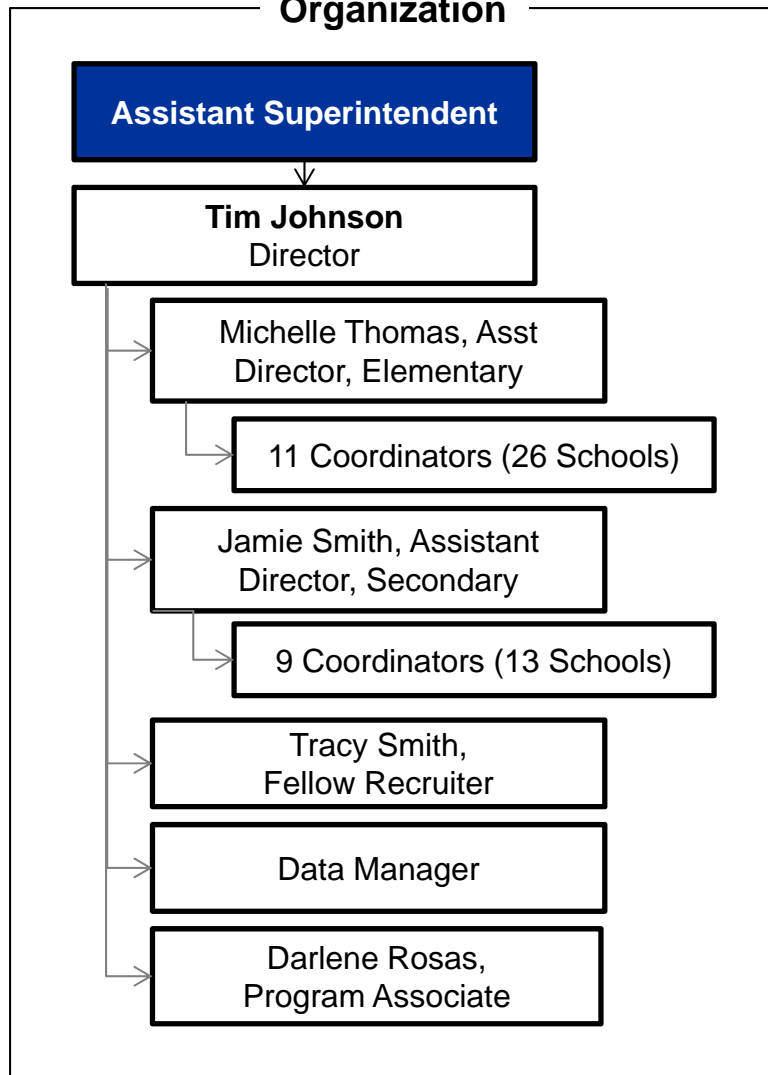 Organization
Assistant Superintendent
Tim Johnson
Director
Michelle Thomas, Asst
Director, Elementary
11 Coordinators (26 Schools)
Jamie Smith, Assistant
Director, Secondary
9 Coordinators (13 Schools)
Tracy Smith,
Fellow Recruiter
Data Manager
Darlene Rosas,
Program Associate